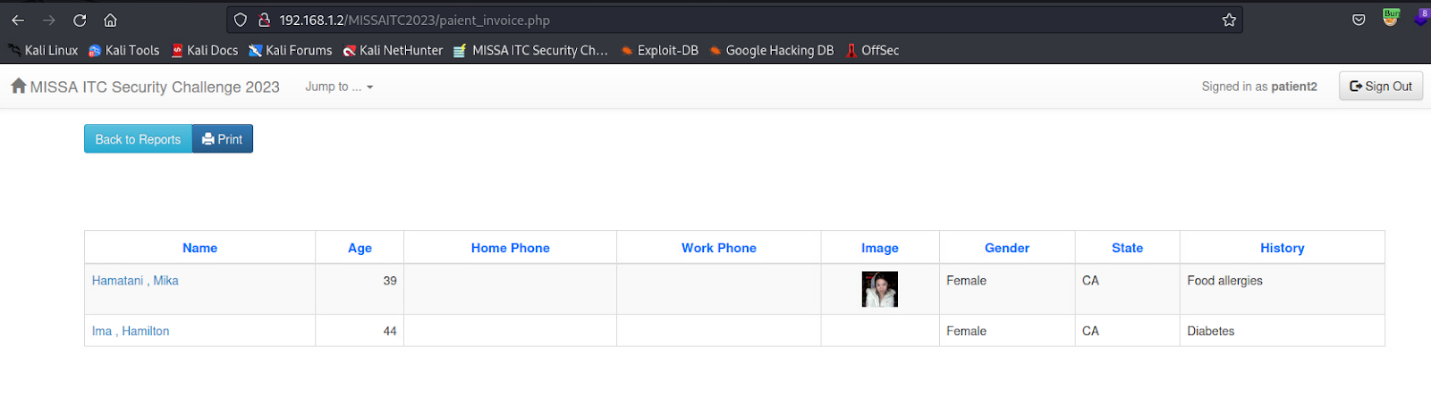 192.168.1.2/MISSAITC2023/paient_invoice.php
Kali Linux Kali Tools Kali Docs Kali Forums Kali NetHunter MISSA ITC Security Ch... Exploit-DB Google Hacking DB OffSec
MISSA ITC Security Challenge 2023 Jump to ... Signed in as patient2 Sign Out
Back to Reports Print
Name Age Home Phone Work Phone Image Gender State History
Hamatani , Mika 39 Female CA Food allergies
Ima , Hamilton 44 Female CA Diabetes